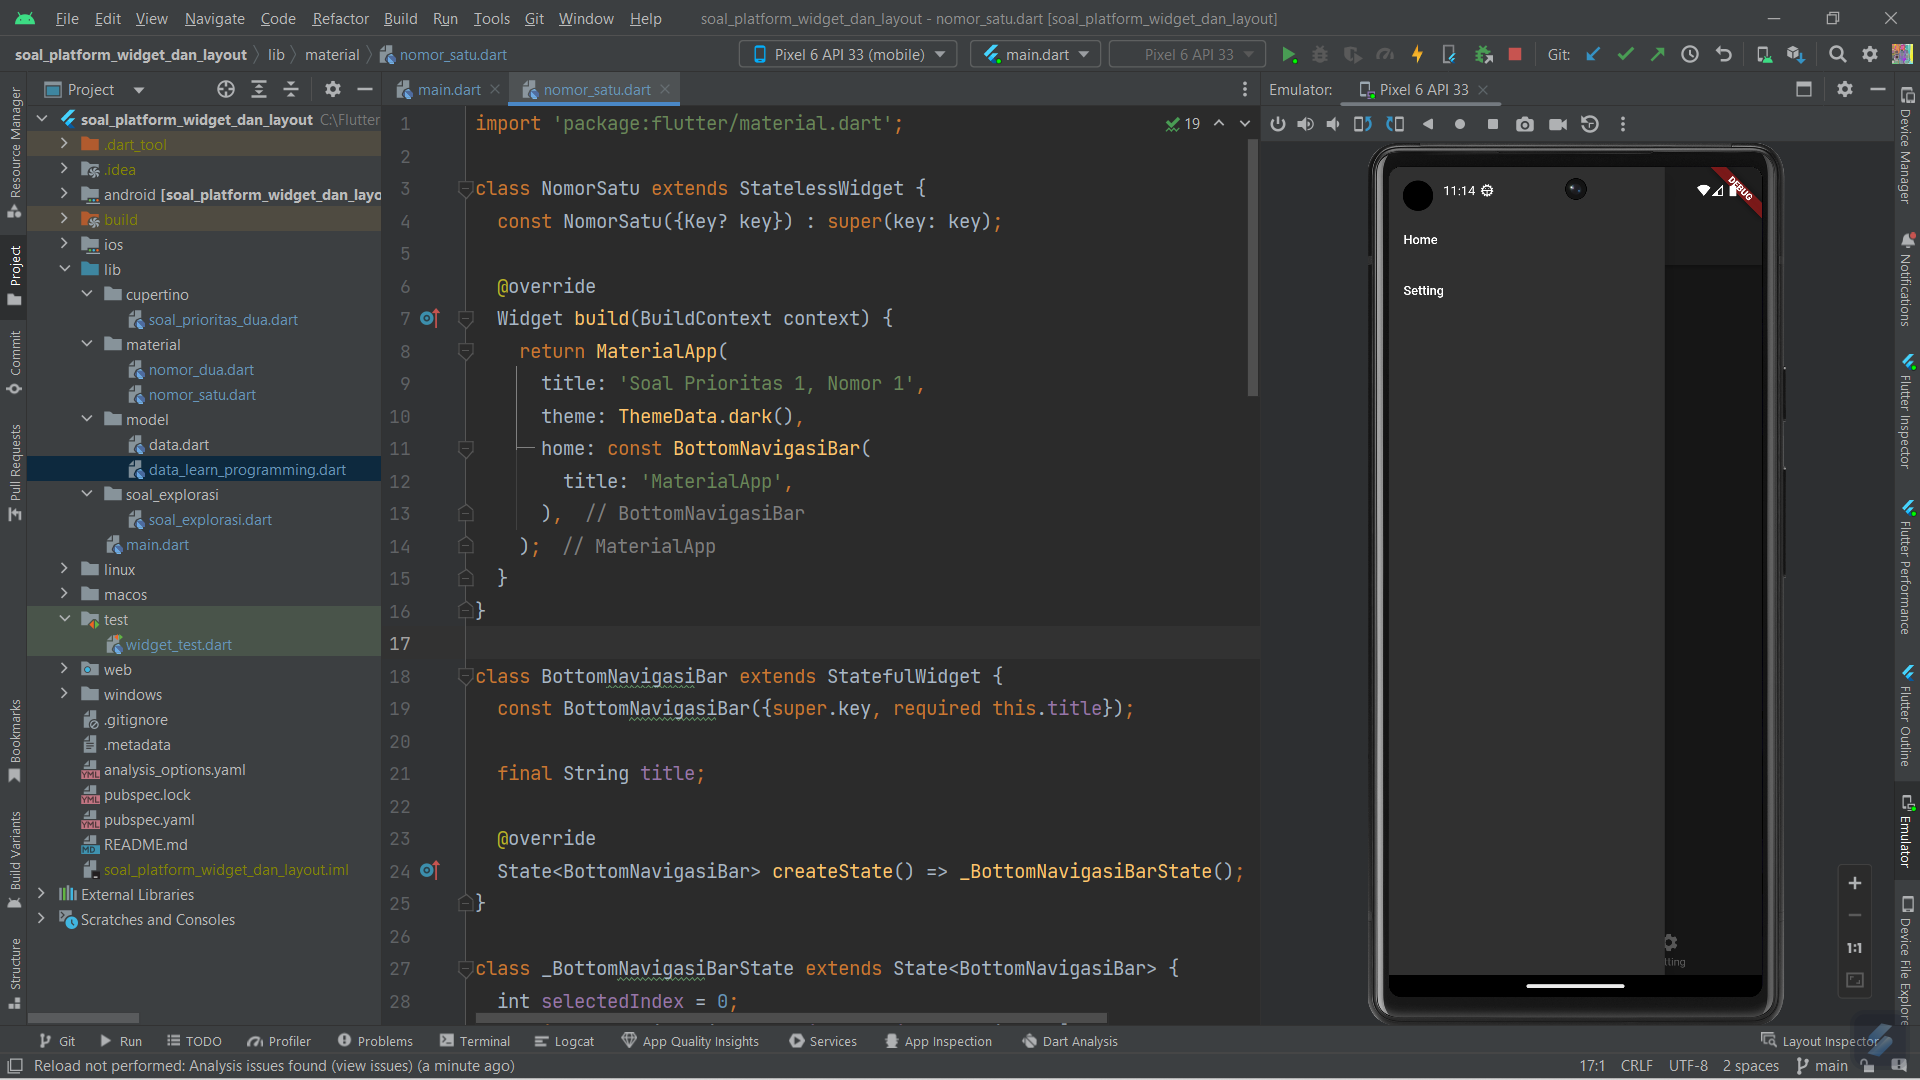 File Edit View Navigate Code Refactor Build Run Tools Git Window Help soal_platform_widget_dan_layout - nomor_satu.dart [soal_platform_widget_dan_layout]
soal_platform_widget_dan_layout lib material nomor_satu.dart Pixel 6 API 33 (mobile) main.dart Pixel 6 API 33 Git:
Project main.dart nomor_satu.dart Emulator: Pixel 6 API 33
Resource Manager
Project
Commit
Pull Requests
Bookmarks
Build Variants
Structure
soal_platform_widget_dan_layout C:\Flutter
.dart_tool
.idea
android [soal_platform_widget_dan_layo
build
ios
lib
cupertino
soal_prioritas_dua.dart
material
nomor_dua.dart
nomor_satu.dart
model
data.dart
data_learn_programming.dart
soal_explorasi
soal_explorasi.dart
main.dart
linux
macos
test
widget_test.dart
web
windows
.gitignore
.metadata
analysis_options.yaml
pubspec.lock
pubspec.yaml
README.md
soal_platform_widget_dan_layout.iml
External Libraries
Scratches and Consoles
19
1 import 'package:flutter/material.dart';
2
3 class NomorSatu extends StatelessWidget {
4 const NomorSatu({Key? key}) : super(key: key);
5
6 @override
7 Widget build(BuildContext context) {
8 return MaterialApp(
9 title: 'Soal Prioritas 1, Nomor 1',
10 theme: ThemeData.dark(),
11 home: const BottomNavigasiBar(
12 title: 'MaterialApp',
13 ), // BottomNavigasiBar
14 ); // MaterialApp
15 }
16 }
17
18 class BottomNavigasiBar extends StatefulWidget {
19 const BottomNavigasiBar({super.key, required this.title});
20
21 final String title;
22
23 @override
24 State<BottomNavigasiBar> createState() => _BottomNavigasiBarState();
25 }
26
27 class _BottomNavigasiBarState extends State<BottomNavigasiBar> {
28 int selectedIndex = 0;
11:14
DEBUG
Home
Setting
tting
1:1
Device Manager
Notifications
Flutter Inspector
Flutter Performance
Flutter Outline
Emulator
Device File Explore
Git Run TODO Profiler Problems Terminal Logcat App Quality Insights Services App Inspection Dart Analysis Layout Inspector
Reload not performed: Analysis issues found (view issues) (a minute ago) 17:1 CRLF UTF-8 2 spaces main